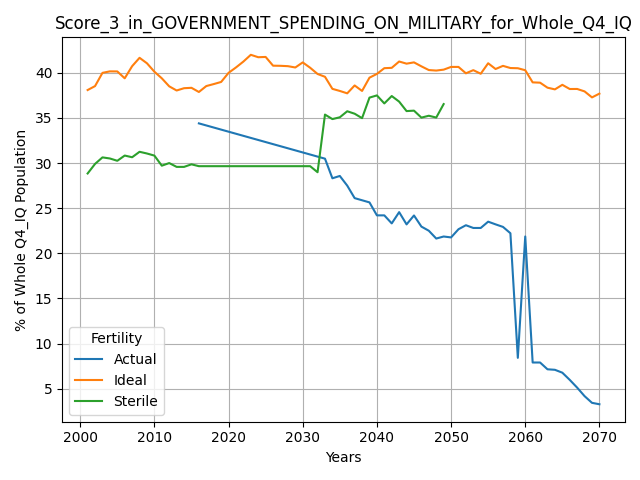 Score_3_in_GOVERNMENT_SPENDING_ON_MILITARY_for_Whole_Q4_IQ
% of Whole Q4_IQ Population
40
35
30
25
20
15
10
5
Fertility
Actual
Ideal
Sterile
2000 2010 2020 2030 2040 2050 2060 2070
Years